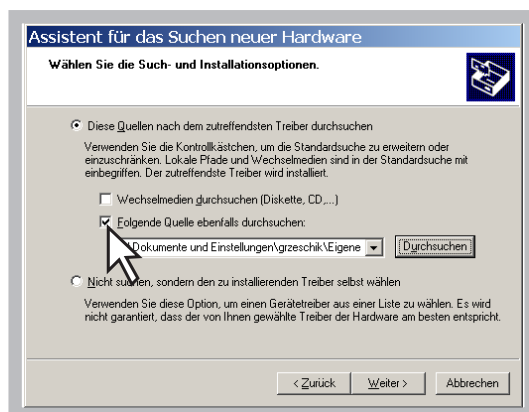 Assistent für das Suchen neuer Hardware
Wählen Sie die Such- und Installationsoptionen.
Diese Quellen nach dem zutreffendsten Treiber durchsuchen
Verwenden Sie die Kontrollkästchen, um die Standardsuche zu erweitern oder
einzuschränken. Lokale Pfade und Wechselmedien sind in der Standardsuche mit
einbegriffen. Der zutreffendste Treiber wird installiert.
Wechselmedien durchsuchen (Diskette, CD,...)
Folgende Quelle ebenfalls durchsuchen:
\Dokumente und Einstellungen\grzeschik\Eigene
Durchsuchen
Nicht suchen, sondern den zu installierenden Treiber selbst wählen
Verwenden Sie diese Option, um einen Gerätetreiber aus einer Liste zu wählen. Es wird
nicht garantiert, dass der von Ihnen gewählte Treiber der Hardware am besten entspricht.
< Zurück Weiter > Abbrechen